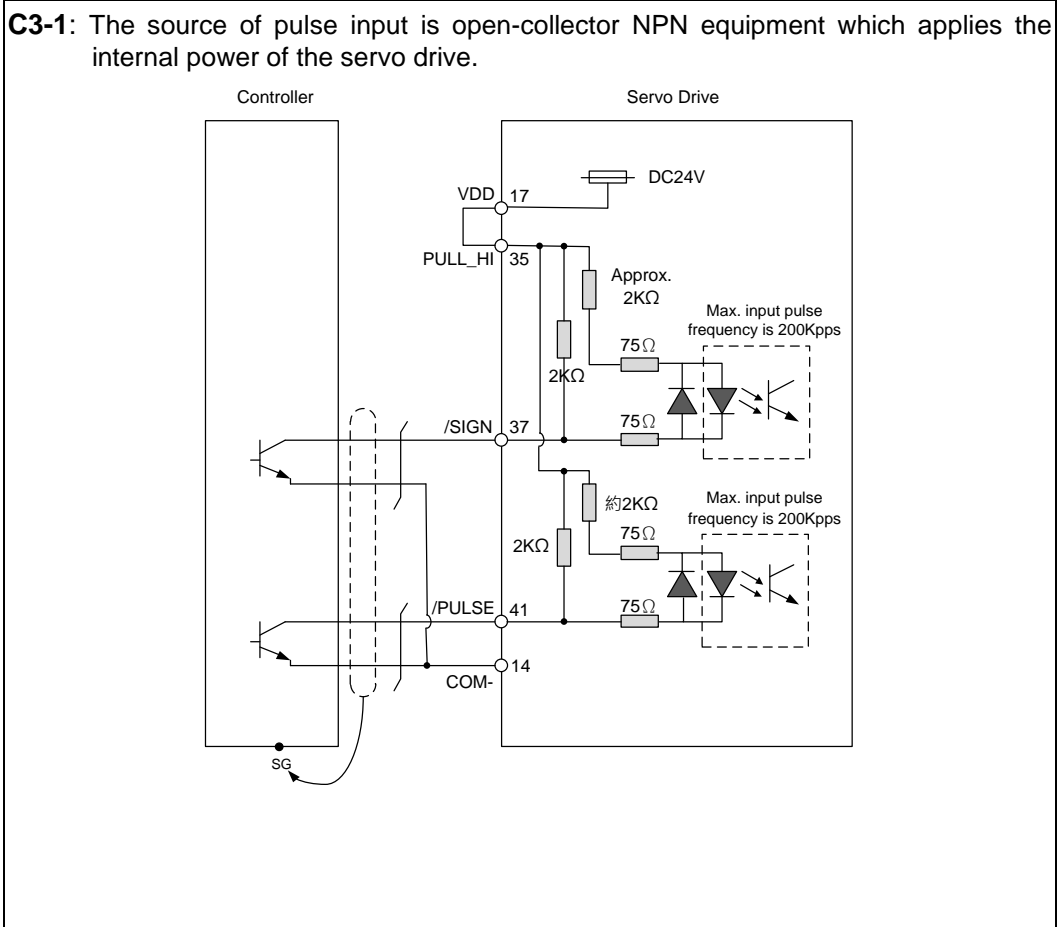 C3-1: The source of pulse input is open-collector NPN equipment which applies the
internal power of the servo drive.
Controller
Servo Drive
DC24V
VDD
17
PULL_HI
35
Approx.
2KΩ
Max. input pulse
frequency is 200Kpps
75Ω
2KΩ
75Ω
/SIGN
37
約2KΩ
Max. input pulse
frequency is 200Kpps
75Ω
2KΩ
75Ω
/PULSE
41
14
COM-
SG